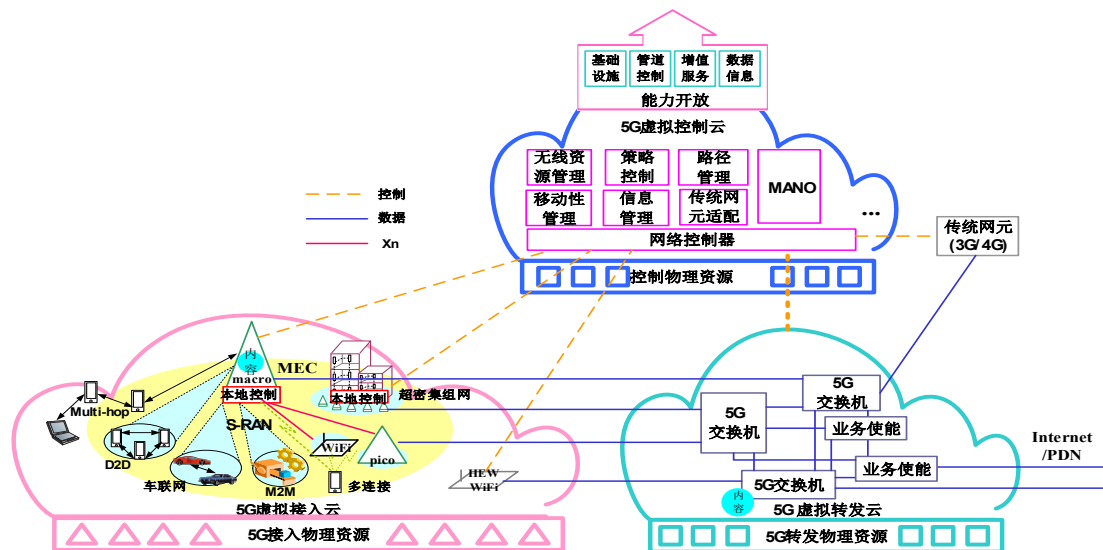 基础
设施
管道
控制
增值
服务
数据
信息
能力开放
5G虚拟控制云
无线资
源管理
策略
控制
路径
管理
MANO
移动性
管理
信息
管理
传统网
元适配
...
网络控制器
控制物理资源
控制
数据
Xn
传统网元
(3G/4G)
内
容
macro
MEC
本地控制
本地控制
超密集组网
Multi-hop
S-RAN
WiFi
pico
D2D
车联网
M2M
多连接
HEW
WiFi
5G虚拟接入云
5G接入物理资源
5G
交换机
5G
交换机
业务使能
业务使能
5G交换机
内
容
5G虚拟转发云
5G转发物理资源
Internet
/PDN